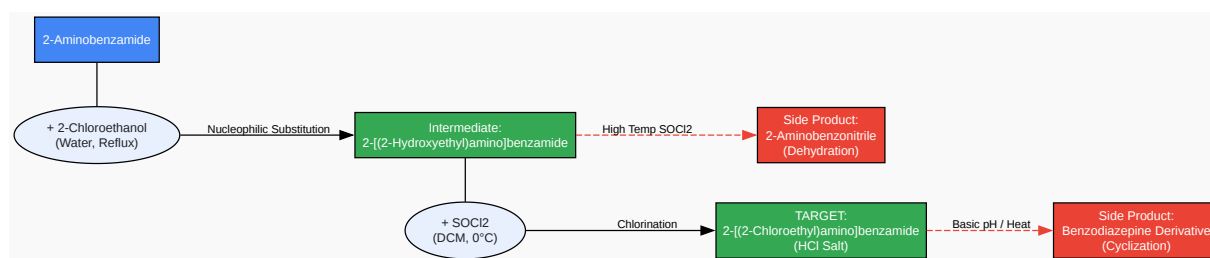 2-Aminobenzamide
+ 2-Chloroethanol
(Water, Reflux)
Nucleophilic Substitution
Intermediate:
2-[(2-Hydroxyethyl)amino]benzamide
High Temp SOCl2
Side Product:
2-Aminobenzonitrile
(Dehydration)
+ SOCl2
(DCM, 0°C)
Chlorination
TARGET:
2-[(2-Chloroethyl)amino]benzamide
(HCl Salt)
Basic pH / Heat
Side Product:
Benzodiazepine Derivative
(Cyclization)